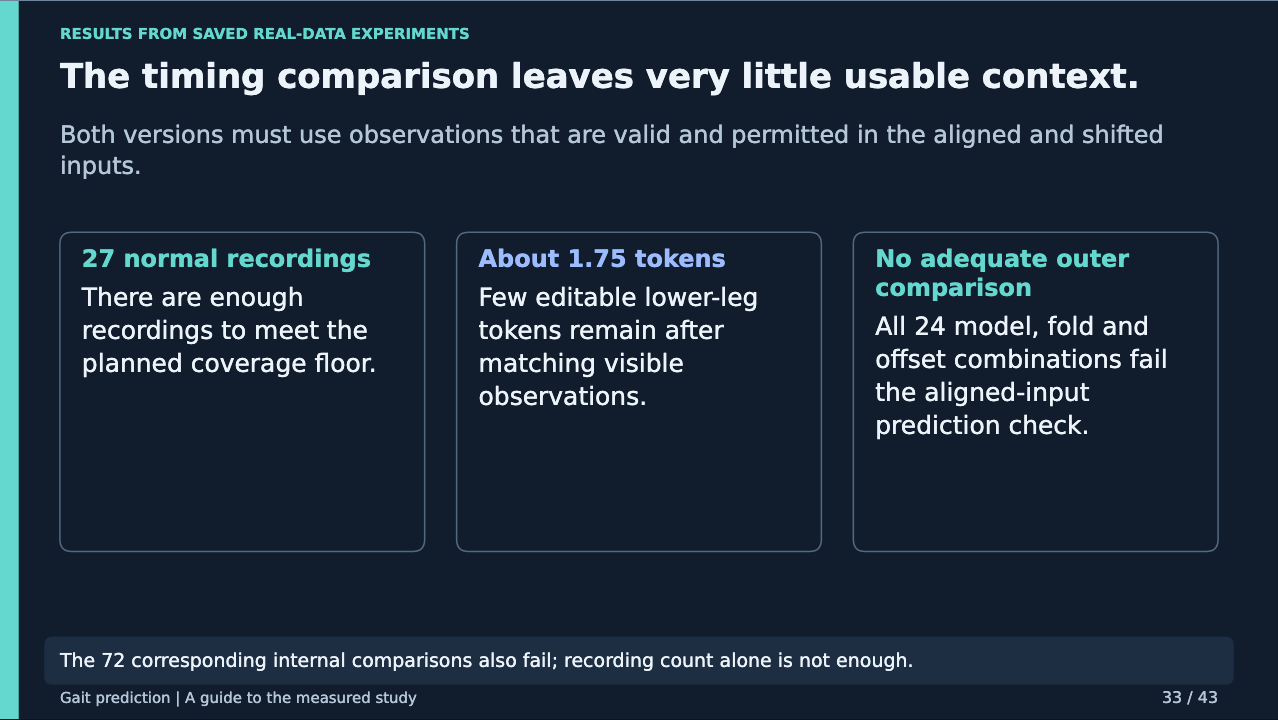 RESULTS FROM SAVED REAL-DATA EXPERIMENTS
The timing comparison leaves very little usable context.
Both versions must use observations that are valid and permitted in the aligned and shifted
inputs.
27 normal recordings
There are enough
recordings to meet the
planned coverage floor.
About 1.75 tokens
Few editable lower-leg
tokens remain after
matching visible
observations.
No adequate outer
comparison
All 24 model, fold and
offset combinations fail
the aligned-input
prediction check.
The 72 corresponding internal comparisons also fail; recording count alone is not enough.
Gait prediction | A guide to the measured study
33 / 43